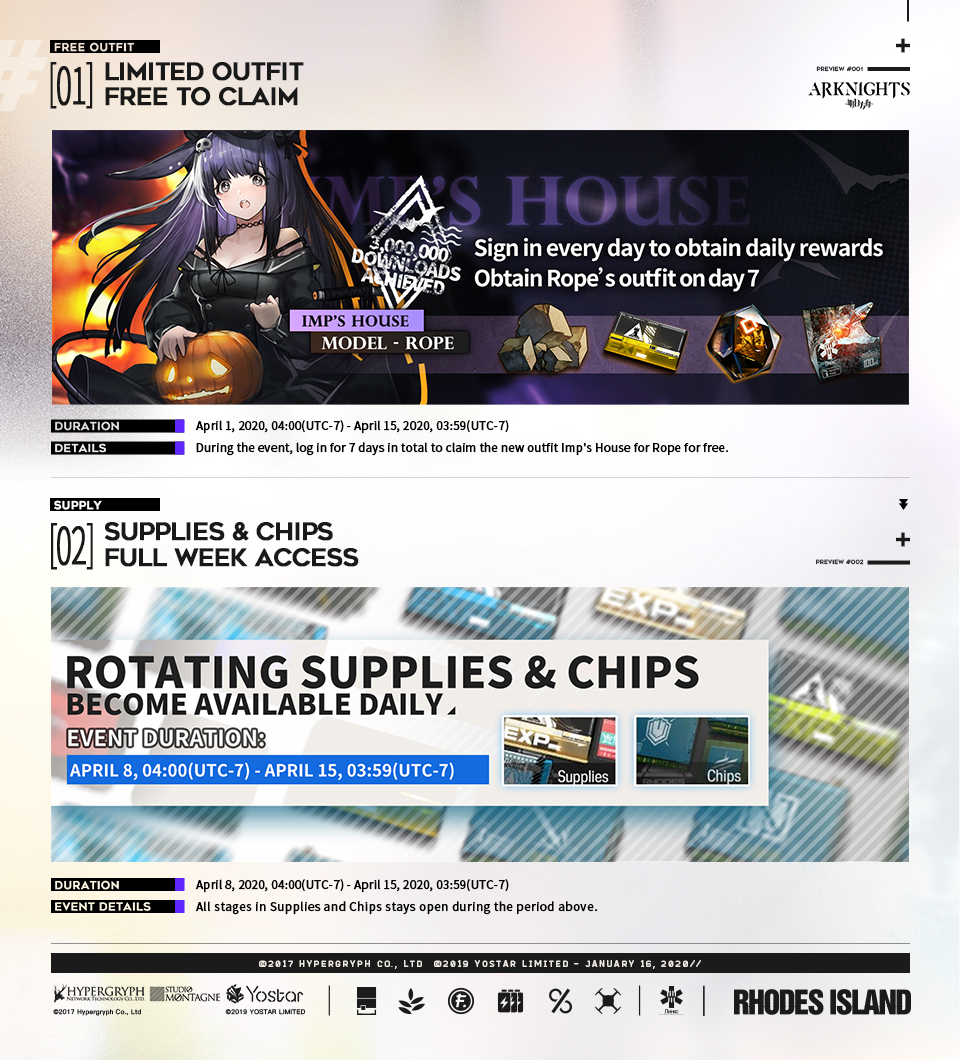 FREE OUTFIT
[01] LIMITED OUTFIT
FREE TO CLAIM
PREVIEW #001
ARKNIGHTS
明日方舟
IMP'S HOUSE
3,000,000
DOWNLOADS
ACHIEVED
Sign in every day to obtain daily rewards
Obtain Rope's outfit on day 7
IMP'S HOUSE
MODEL - ROPE
DURATION April 1, 2020, 04:00(UTC-7) - April 15, 2020, 03:59(UTC-7)
DETAILS During the event, log in for 7 days in total to claim the new outfit Imp's House for Rope for free.
SUPPLY
[02] SUPPLIES & CHIPS
FULL WEEK ACCESS
PREVIEW #002
EXP
ROTATING SUPPLIES & CHIPS
BECOME AVAILABLE DAILY
EVENT DURATION:
APRIL 8, 04:00(UTC-7) - APRIL 15, 03:59(UTC-7)
EXP
Supplies
RHODES
Chips
DURATION April 8, 2020, 04:00(UTC-7) - April 15, 2020, 03:59(UTC-7)
EVENT DETAILS All stages in Supplies and Chips stays open during the period above.
©2017 HYPERGRYPH CO., LTD ©2019 YOSTAR LIMITED - JANUARY 16, 2020//
HYPERGRYPH
NETWORK TECHNOLOGY CO. LTD.
©2017 Hypergryph Co., Ltd
STUDIO
MØNTAGNE
Yostar
©2019 YOSTAR LIMITED
Линкс
RHODES ISLAND